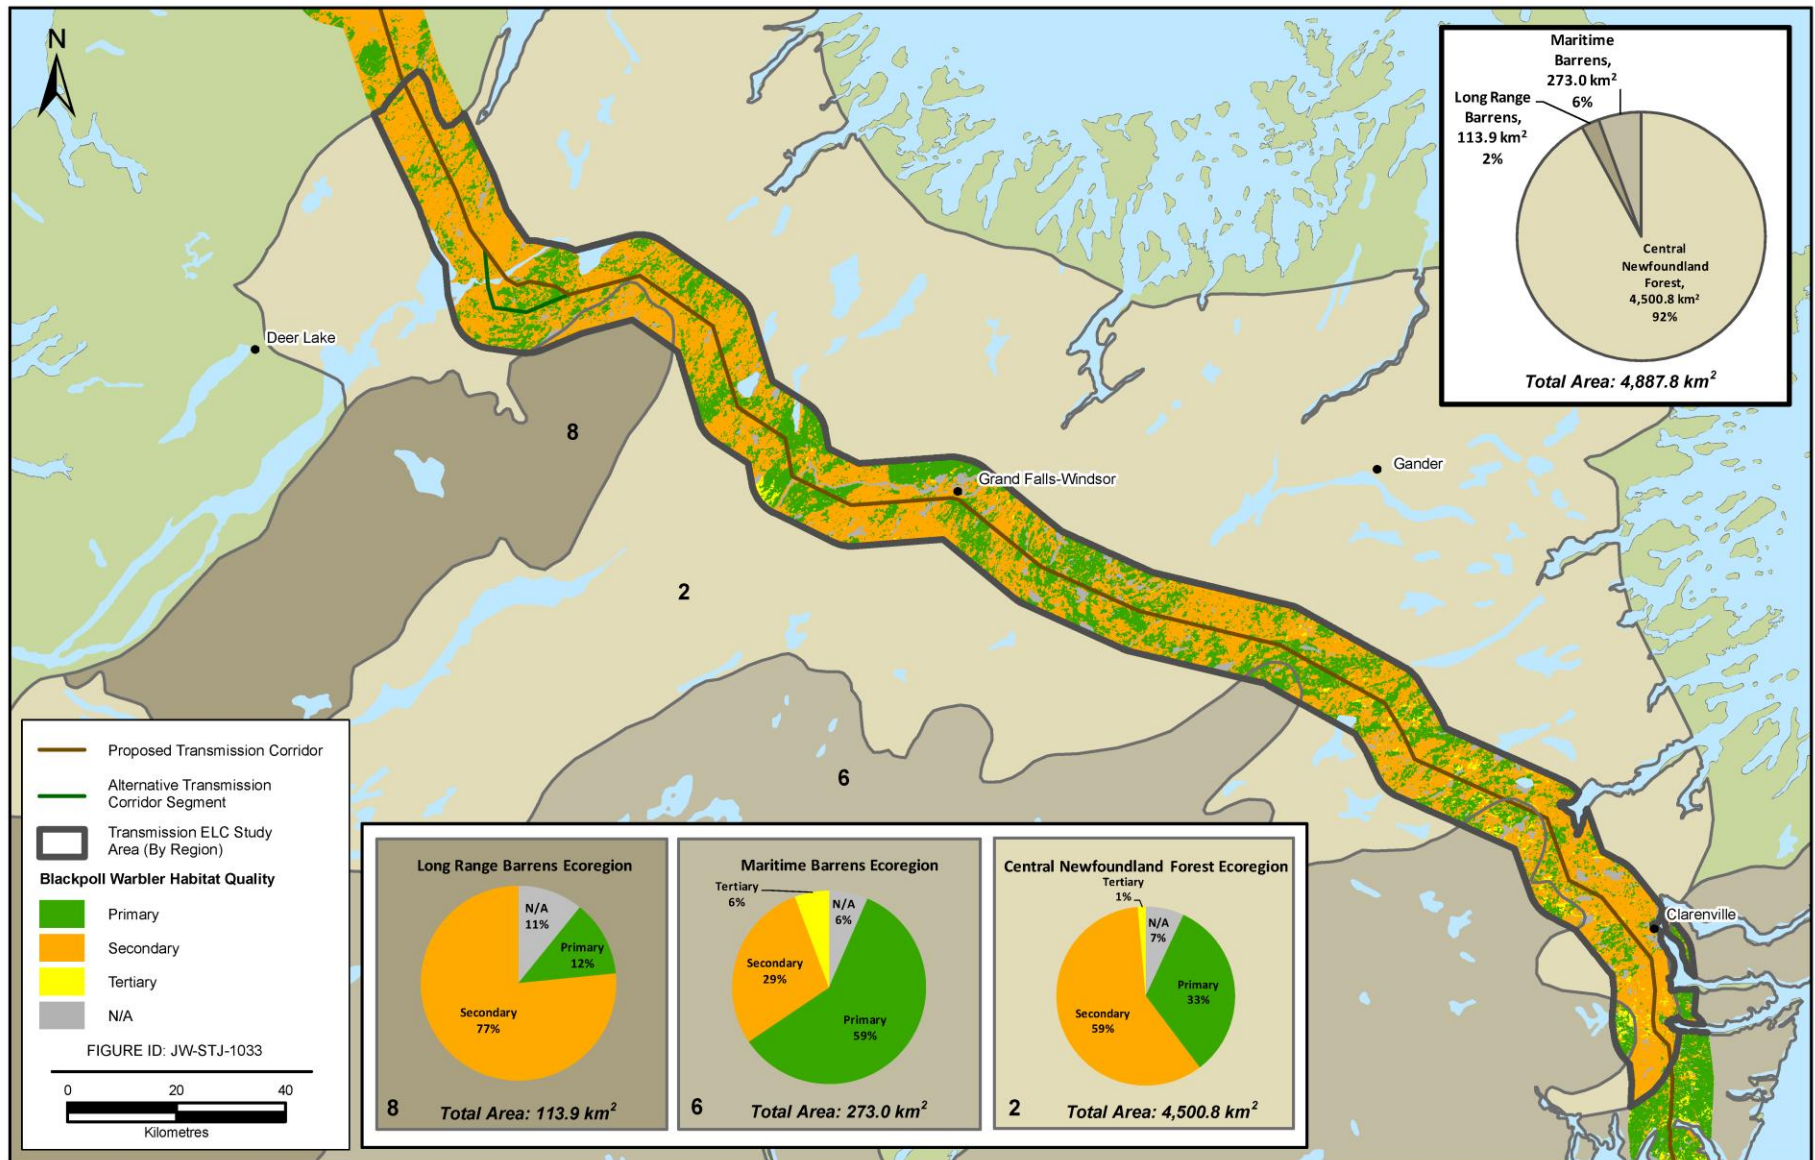 N
Maritime
Barrens,
273.0 km²
6%
Long Range
Barrens,
113.9 km²
2%
Central
Newfoundland
Forest,
4,500.8 km²
92%
Total Area: 4,887.8 km²
Deer Lake
8
Grand Falls-Windsor
Gander
2
6
Clarenville
Proposed Transmission Corridor
Alternative Transmission
Corridor Segment
Transmission ELC Study
Area (By Region)
Blackpoll Warbler Habitat Quality
Primary
Secondary
Tertiary
N/A
FIGURE ID: JW-STJ-1033
0 20 40
Kilometres
Long Range Barrens Ecoregion
N/A
11%
Primary
12%
Secondary
77%
8 Total Area: 113.9 km²
Maritime Barrens Ecoregion
Tertiary
6%
N/A
6%
Secondary
29%
Primary
59%
6 Total Area: 273.0 km²
Central Newfoundland Forest Ecoregion
Tertiary
1%
N/A
7%
Primary
33%
Secondary
59%
2 Total Area: 4,500.8 km²